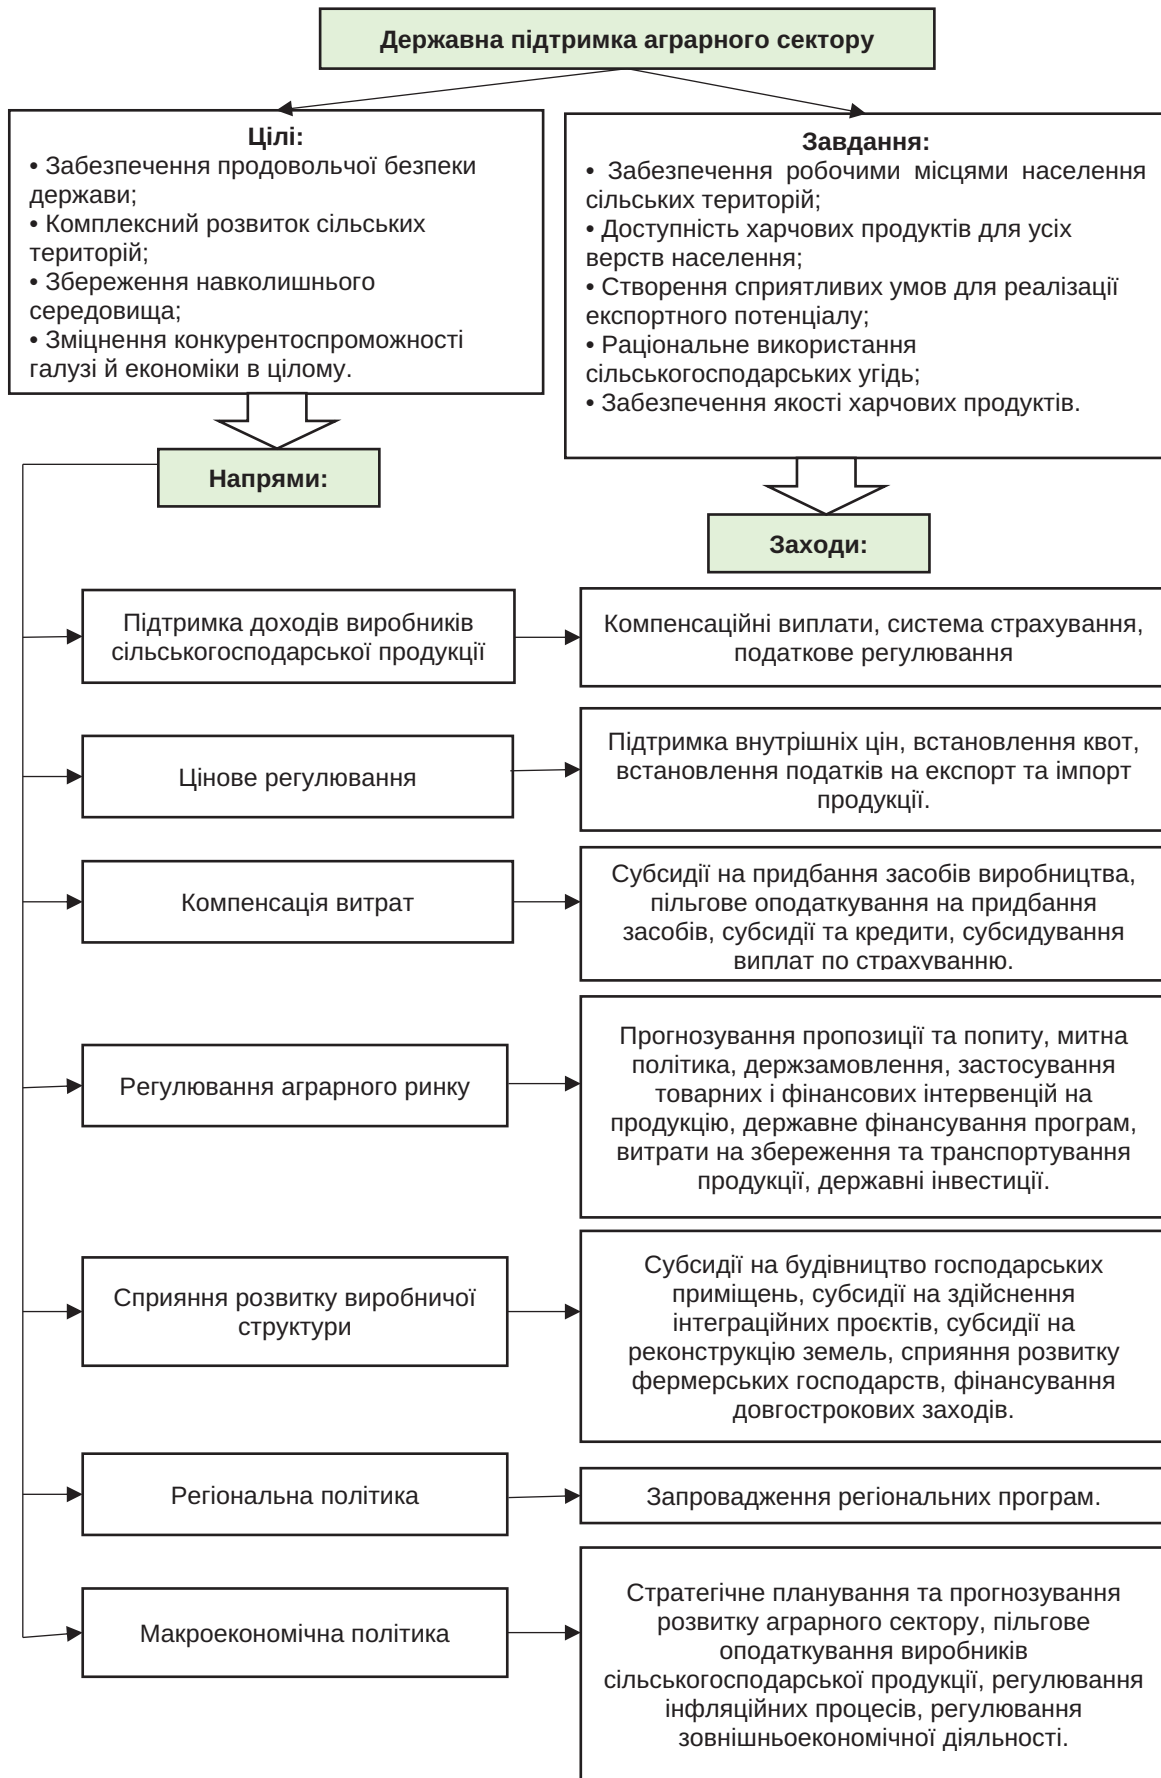 Державна підтримка аграрного сектору
Цілі:
• Забезпечення продовольчої безпеки
держави;
• Комплексний розвиток сільських
територій;
• Збереження навколишнього
середовища;
• Зміцнення конкурентоспроможності
галузі й економіки в цілому.
Завдання:
• Забезпечення робочими місцями населення
сільських територій;
• Доступність харчових продуктів для усіх
верств населення;
• Створення сприятливих умов для реалізації
експортного потенціалу;
• Раціональне використання
сільськогосподарських угідь;
• Забезпечення якості харчових продуктів.
Напрями:
Заходи:
Підтримка доходів виробників
сільськогосподарської продукції
Компенсаційні виплати, система страхування,
податкове регулювання
Цінове регулювання
Підтримка внутрішніх цін, встановлення квот,
встановлення податків на експорт та імпорт
продукції.
Компенсація витрат
Субсидії на придбання засобів виробництва,
пільгове оподаткування на придбання
засобів, субсидії та кредити, субсидування
виплат по страхуванню.
Регулювання аграрного ринку
Прогнозування пропозиції та попиту, митна
політика, держзамовлення, застосування
товарних і фінансових інтервенцій на
продукцію, державне фінансування програм,
витрати на збереження та транспортування
продукції, державні інвестиції.
Сприяння розвитку виробничої
структури
Субсидії на будівництво господарських
приміщень, субсидії на здійснення
інтеграційних проєктів, субсидії на
реконструкцію земель, сприяння розвитку
фермерських господарств, фінансування
довгострокових заходів.
Регіональна політика
Запровадження регіональних програм.
Макроекономічна політика
Стратегічне планування та прогнозування
розвитку аграрного сектору, пільгове
оподаткування виробників
сільськогосподарської продукції, регулювання
інфляційних процесів, регулювання
зовнішньоекономічної діяльності.